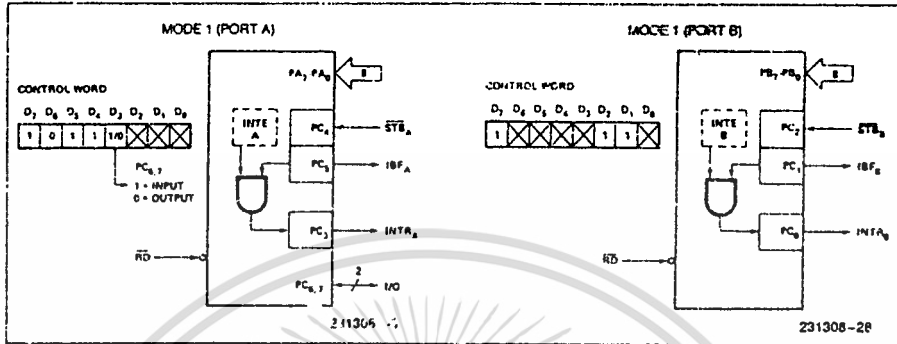 MODE 1 (PORT A)
PA7-PA0
8
CONTROL WORD
D7 D6 D5 D4 D3 D2 D1 D0
1 0 1 1 1/0
PC6,7
1 = INPUT
0 = OUTPUT
INTE
A
PC4
STBA
PC5
IBFA
PC3
INTRA
RD
PC6,7
2
I/O
MODE 1 (PORT B)
PB7-PB0
8
CONTROL WORD
D7 D6 D5 D4 D3 D2 D1 D0
1 1 1
INTE
B
PC2
STBB
PC1
IBFB
PC0
INTRB
RD
231308-28